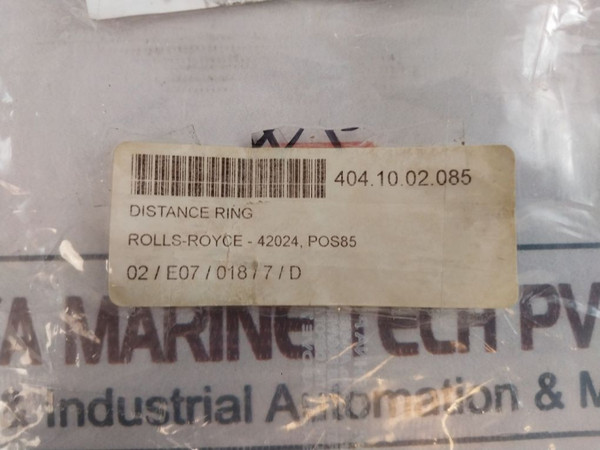 404.10.02.085
DISTANCE RING
ROLLS-ROYCE - 42024, POS85
02 / E07 / 018 / 7 / D
MARINE TECH PV
& Industrial Automation & M